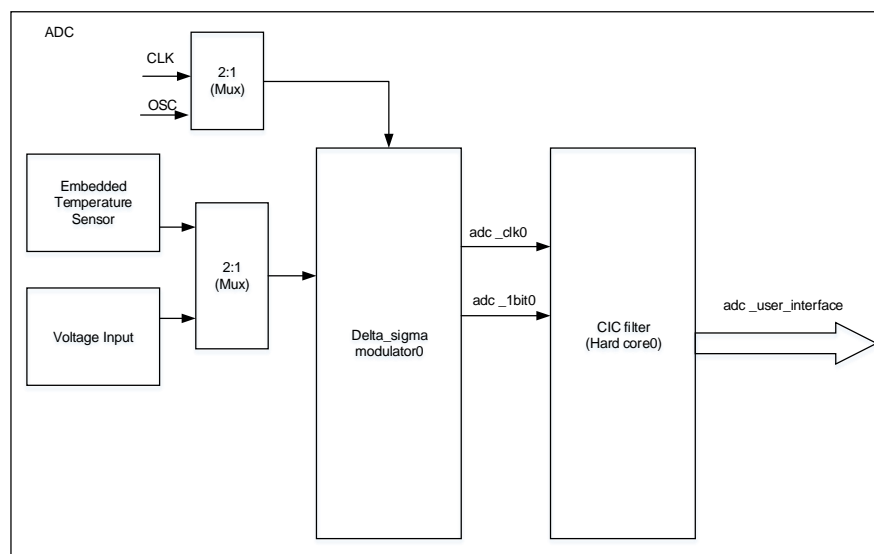 ADC
CLK
OSC
2:1
(Mux)
Embedded
Temperature
Sensor
Voltage Input
2:1
(Mux)
Delta_sigma
modulator0
adc _clk0
adc _1bit0
CIC filter
(Hard core0)
adc _user_interface